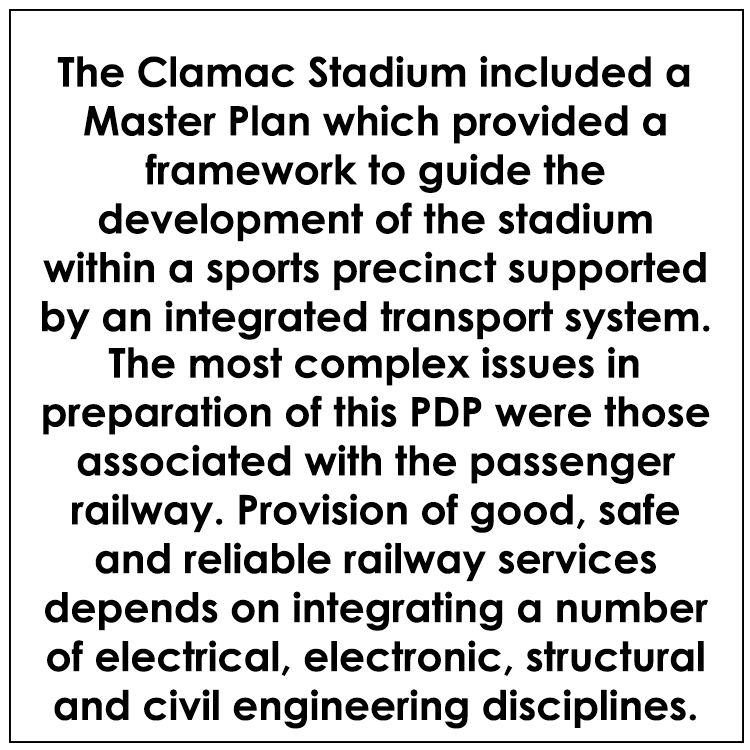 The Clamac Stadium included a
Master Plan which provided a
framework to guide the
development of the stadium
within a sports precinct supported
by an integrated transport system.
The most complex issues in
preparation of this PDP were those
associated with the passenger
railway. Provision of good, safe
and reliable railway services
depends on integrating a number
of electrical, electronic, structural
and civil engineering disciplines.